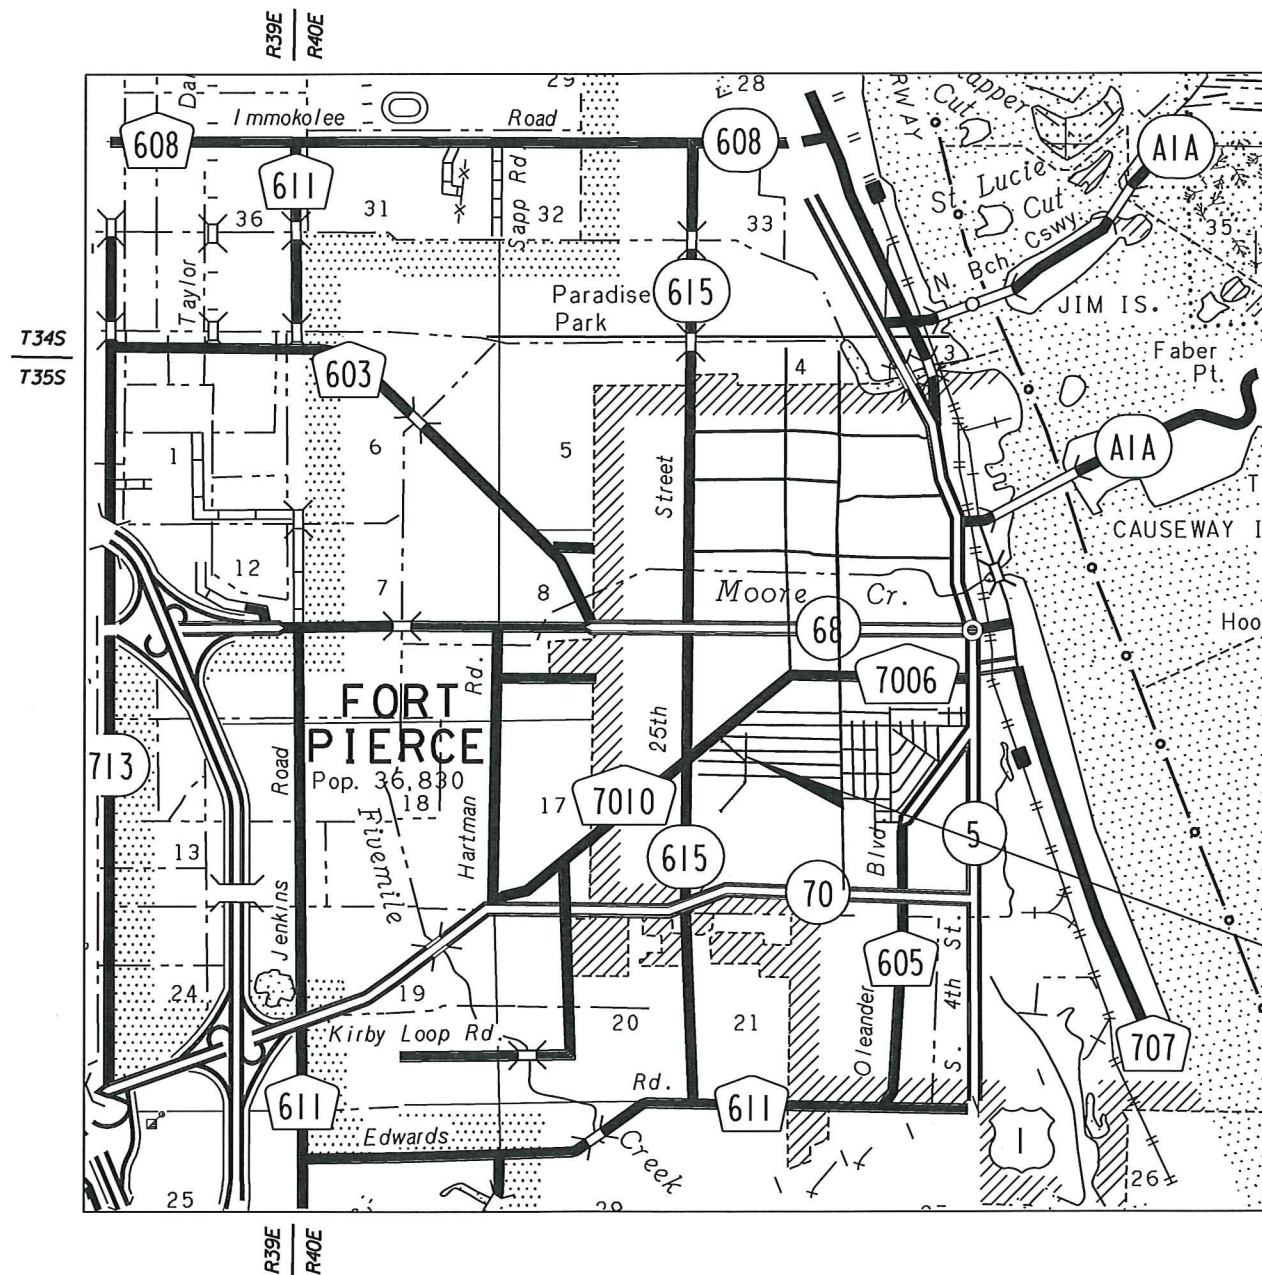 R39E
R40E
29
28
Immokolee Road
608
608
A1A
RWAY
Cut
611
36
31
Sapp Rd.
32
33
St. Lucie
Cut
Cswy.
35
Taylor
N. Bch.
Paradise
Park
615
JIM IS.
T34S
T35S
603
4
3
Faber
Pt.
6
5
1
A1A
Street
CAUSEWAY I
12
7
8
Moore Cr.
68
Hoo
Rd.
7006
FORT
PIERCE
Pop. 36,830
25th
713
Road
18
17
7010
Fivemile
Hartman
Blvd.
5
13
615
70
Jenkins
605
S. 4th St.
24
19
Kirby Loop Rd
20
21
Oleander
707
611
Rd.
611
Edwards
Creek
1
25
26
R39E
R40E